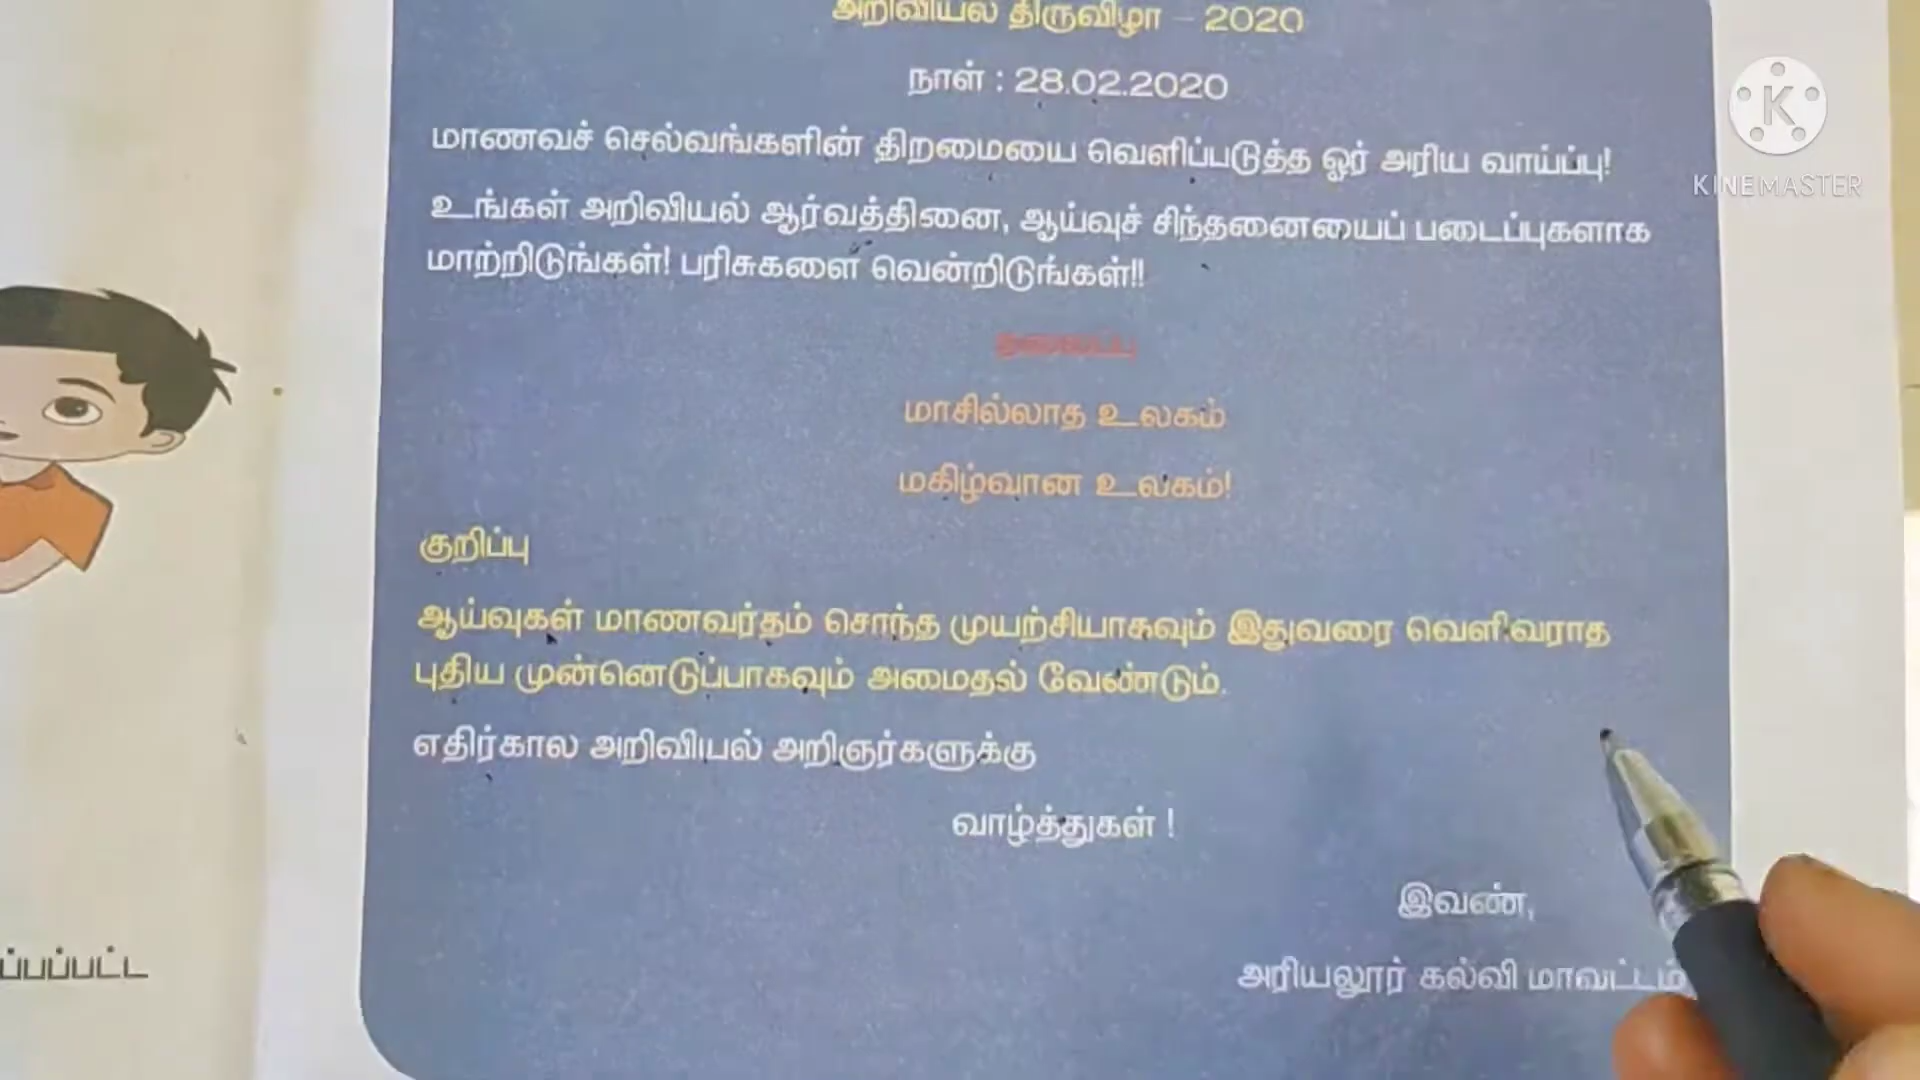 அறிவியல் திருவிழா – 2020
நாள் : 28.02.2020
மாணவச் செல்வங்களின் திறமையை வெளிப்படுத்த ஓர் அரிய வாய்ப்பு!
உங்கள் அறிவியல் ஆர்வத்தினை, ஆய்வுச் சிந்தனையைப் படைப்புகளாக
மாற்றிடுங்கள்! பரிசுகளை வென்றிடுங்கள்!!
தலைப்பு
மாசில்லாத உலகம்
மகிழ்வான உலகம்!
குறிப்பு
ஆய்வுகள் மாணவர்தம் சொந்த முயற்சியாகவும் இதுவரை வெளிவராத
புதிய முன்னெடுப்பாகவும் அமைதல் வேண்டும்.
எதிர்கால அறிவியல் அறிஞர்களுக்கு
வாழ்த்துகள் !
இவண்,
அரியலூர் கல்வி மாவட்டம்
ப்பப்பட்ட
KINEMASTER